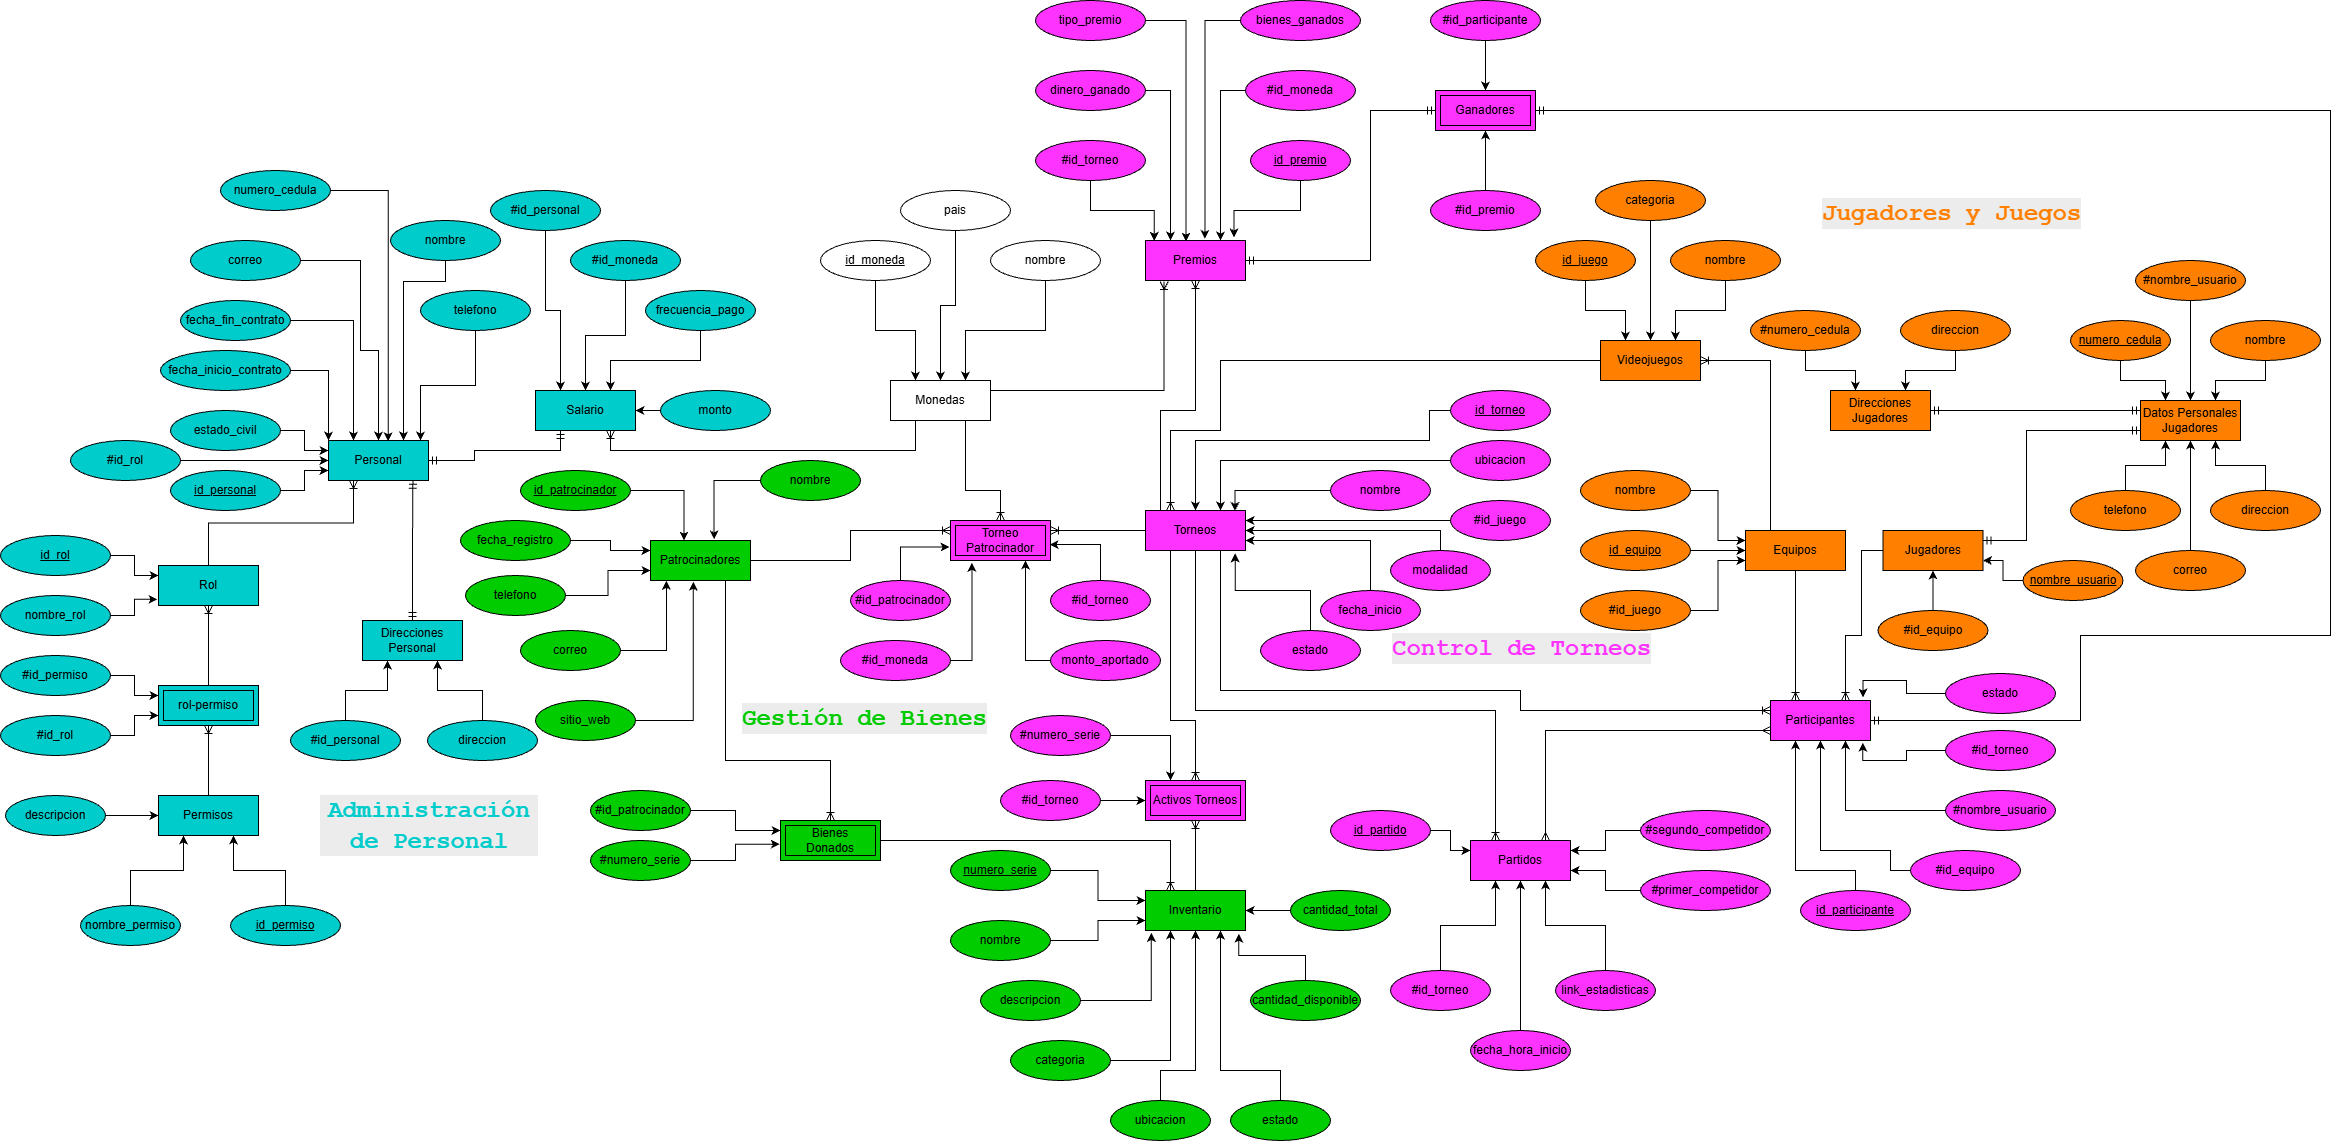 tipo_premio
bienes_ganados
#id_participante
dinero_ganado
#id_moneda
Ganadores
#id_torneo
id_premio
#id_premio
Premios
numero_cedula
nombre
correo
fecha_fin_contrato
fecha_inicio_contrato
estado_civil
#id_rol
id_personal
telefono
Personal
#id_personal
#id_moneda
frecuencia_pago
monto
Salario
pais
id_moneda
nombre
Monedas
Jugadores y Juegos
categoria
id_juego
nombre
Videojuegos
#numero_cedula
direccion
Direcciones
Jugadores
#nombre_usuario
numero_cedula
nombre
Datos Personales
Jugadores
telefono
direccion
correo
id_torneo
ubicacion
nombre
#id_juego
modalidad
fecha_inicio
estado
Torneos
nombre
id_equipo
#id_juego
Equipos
Jugadores
nombre_usuario
#id_equipo
id_patrocinador
nombre
fecha_registro
telefono
correo
sitio_web
Patrocinadores
Torneo
Patrocinador
#id_patrocinador
#id_torneo
#id_moneda
monto_aportado
id_rol
nombre_rol
Rol
#id_permiso
#id_rol
rol-permiso
Direcciones
Personal
#id_personal
direccion
descripcion
Permisos
nombre_permiso
id_permiso
Administración
de Personal
Gestión de Bienes
Control de Torneos
#numero_serie
#id_torneo
Activos Torneos
#id_patrocinador
#numero_serie
Bienes
Donados
numero_serie
nombre
descripcion
categoria
ubicacion
estado
cantidad_disponible
cantidad_total
Inventario
Participantes
estado
#id_torneo
#nombre_usuario
#id_equipo
id_participante
id_partido
Partidos
#segundo_competidor
#primer_competidor
#id_torneo
link_estadisticas
fecha_hora_inicio